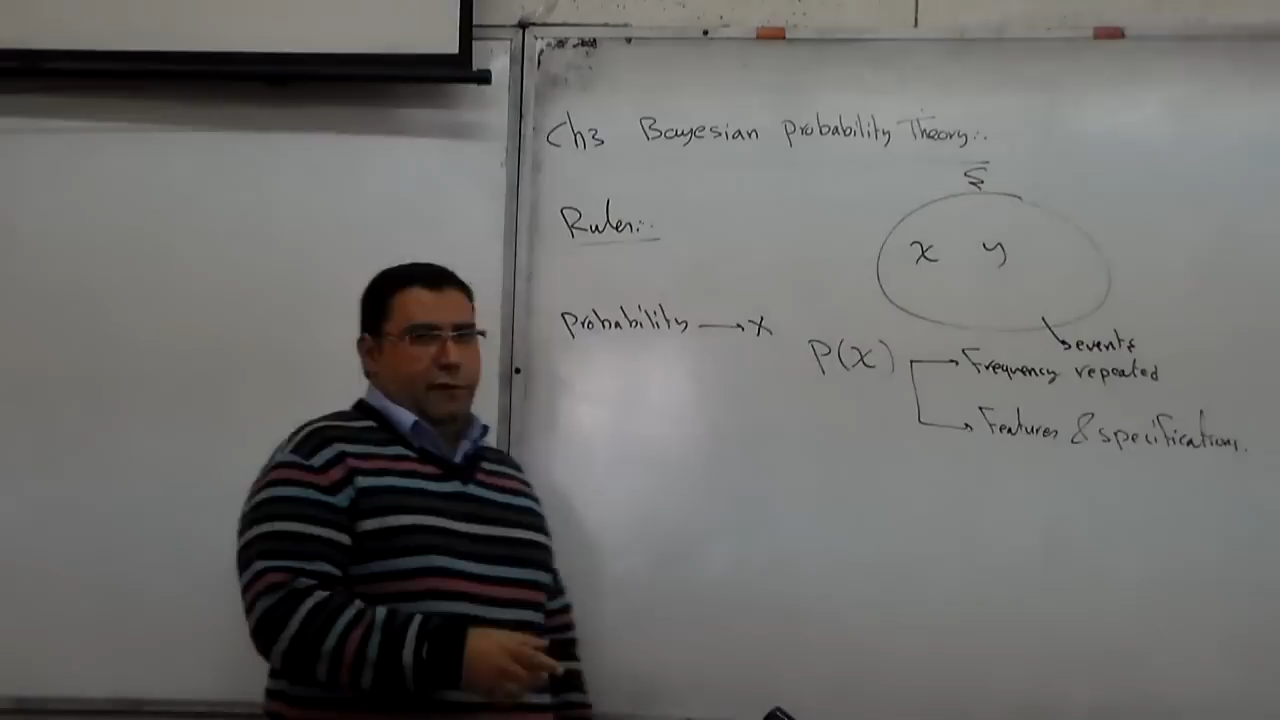 Ch3 Bayesian Probability Theory:.
Rules:.
x y
Probability → X
events
P(X) → Frequency repeated
→ Features & specifications.